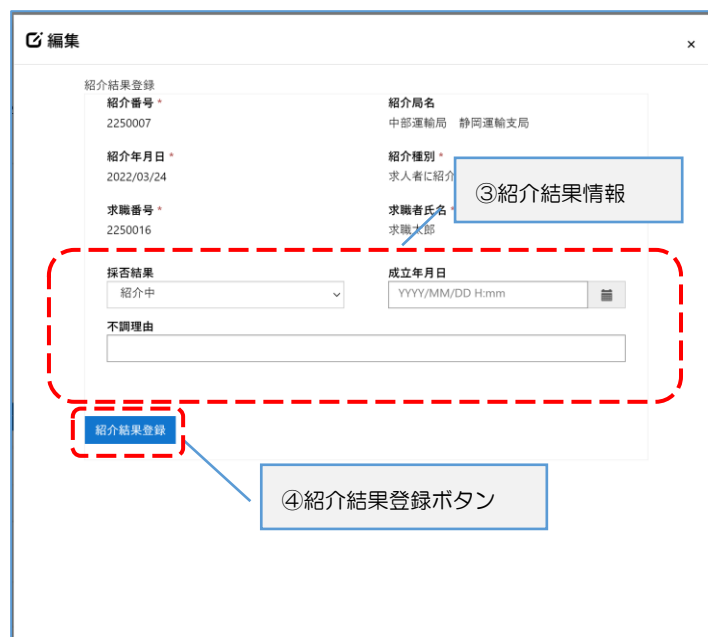 編集
×
紹介結果登録
紹介番号 * 紹介局名
2250007 中部運輸局 静岡運輸支局
紹介年月日 * 紹介種別 *
2022/03/24 求人者に紹介
③紹介結果情報
求職番号 * 求職者氏名 *
2250016 求職太郎
採否結果 成立年月日
紹介中 YYYY/MM/DD H:mm
不調理由
紹介結果登録
④紹介結果登録ボタン